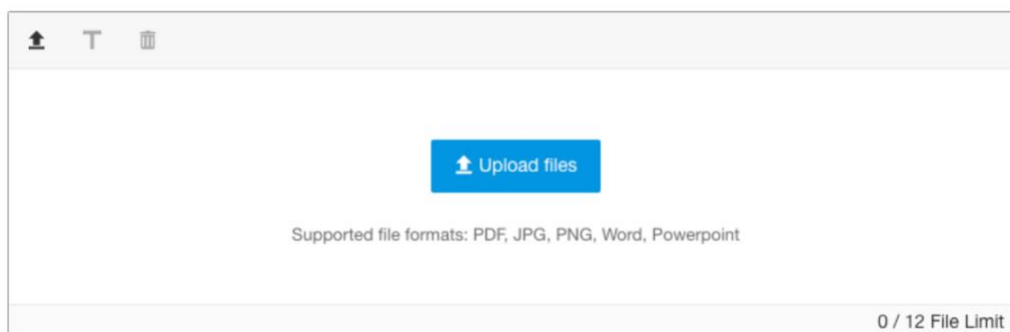 Upload files
Supported file formats: PDF, JPG, PNG, Word, Powerpoint
0 / 12 File Limit